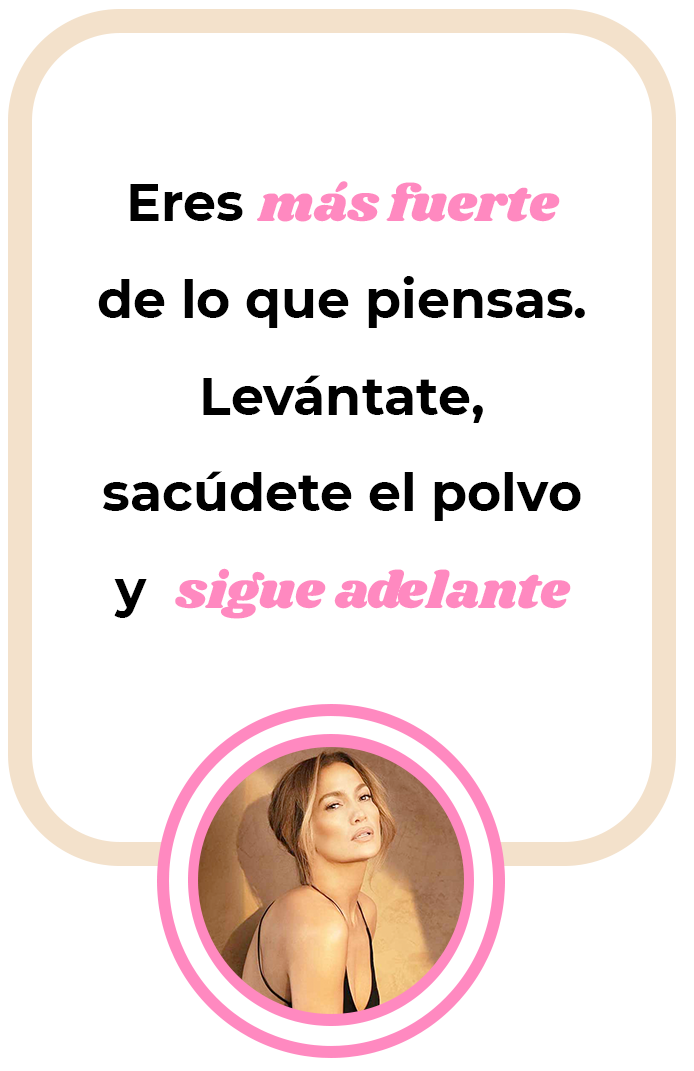 Eres más fuerte
de lo que piensas.
Levántate,
sacúdete el polvo
y sigue adelante